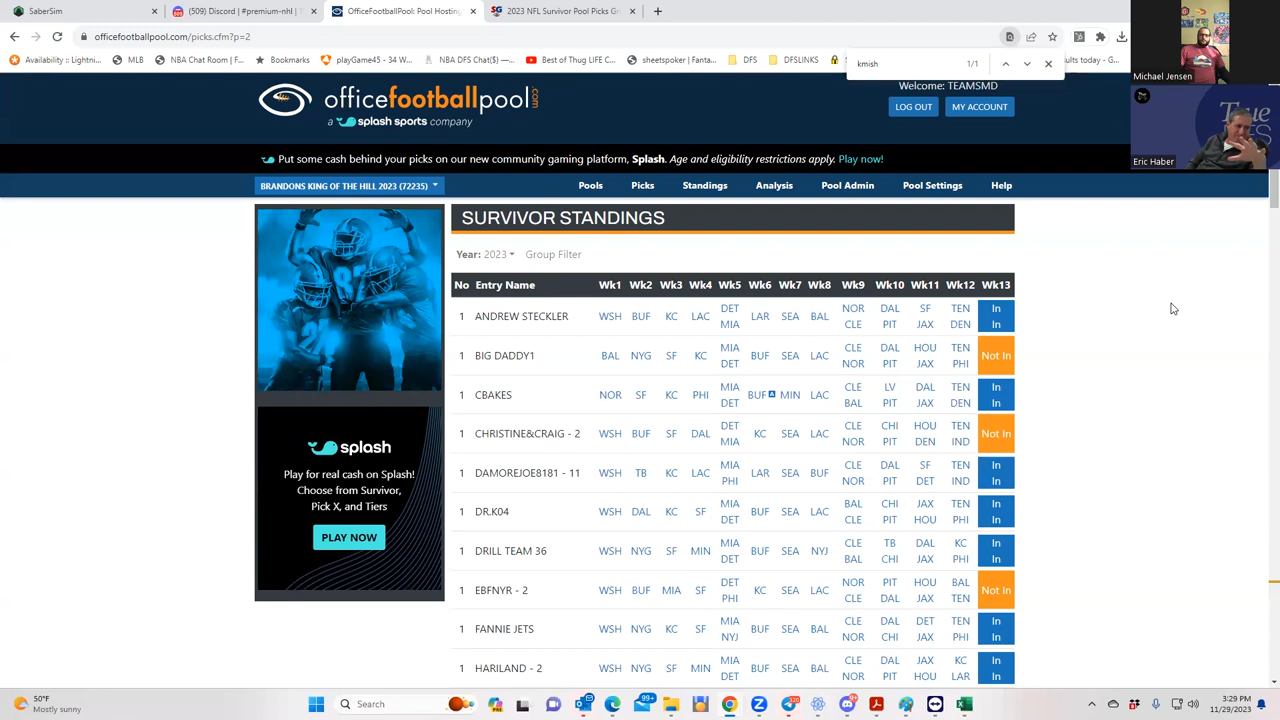 SaberSim
(509) Discord | #premium-nhl |
OfficeFootballPool: Pool Hosting
2023 NFL Survivor Pool Picks Gr
officefootballpool.com/picks.cfm?p=2
Availability :: Lightni...
MLB
NBA Chat Room | F...
Bookmarks
playGame45 - 34 W...
NBA DFS Chat($) —...
Best of Thug LIFE C...
sheetspoker | Fanta...
DFS
DFSLINKS
sults today - G...
kmish
1/1
Michael Jensen
Eric Haber
officefootballpool.com
a splash sports company
Welcome: TEAMSMD
LOG OUT
MY ACCOUNT
Put some cash behind your picks on our new community gaming platform, Splash. Age and eligibility restrictions apply. Play now!
BRANDONS KING OF THE HILL 2023 (72235)
Pools Picks Standings Analysis Pool Admin Pool Settings Help
SURVIVOR STANDINGS
Year: 2023 Group Filter
No Entry Name Wk1 Wk2 Wk3 Wk4 Wk5 Wk6 Wk7 Wk8 Wk9 Wk10 Wk11 Wk12 Wk13
DET NOR DAL SF TEN In
1 ANDREW STECKLER WSH BUF KC LAC LAR SEA BAL
MIA CLE PIT JAX DEN In
MIA CLE DAL HOU TEN
1 BIG DADDY1 BAL NYG SF KC BUF SEA LAC Not In
DET NOR PIT JAX PHI
MIA CLE LV DAL TEN In
1 CBAKES NOR SF KC PHI BUF A MIN LAC
DET BAL PIT JAX DEN In
DET CLE CHI HOU TEN
1 CHRISTINE&CRAIG - 2 WSH BUF SF DAL KC SEA LAC Not In
MIA NOR PIT DEN IND
MIA CLE DAL SF TEN In
1 DAMOREJOE8181 - 11 WSH TB KC LAC LAR SEA BUF
PHI NOR PIT DET IND In
MIA BAL CHI JAX TEN In
1 DR.K04 WSH DAL KC SF BUF SEA LAC
DET CLE PIT HOU PHI In
MIA CLE TB DAL KC In
1 DRILL TEAM 36 WSH NYG SF MIN BUF SEA NYJ
DET BAL CHI JAX PHI In
DET NOR PIT HOU BAL
1 EBFNYR - 2 WSH BUF MIA SF KC SEA LAC Not In
PHI CLE DAL JAX TEN
MIA CLE DAL DET TEN In
1 FANNIE JETS WSH NYG KC SF BUF SEA BAL
NYJ NOR CHI JAX PHI In
MIA CLE DAL JAX KC In
1 HARILAND - 2 WSH NYG SF MIN BUF SEA BAL
DET NOR PIT HOU LAR In
splash
Play for real cash on Splash!
Choose from Survivor,
Pick X, and Tiers
PLAY NOW
50°F
Mostly sunny
Search
99+
3:29 PM
11/29/2023